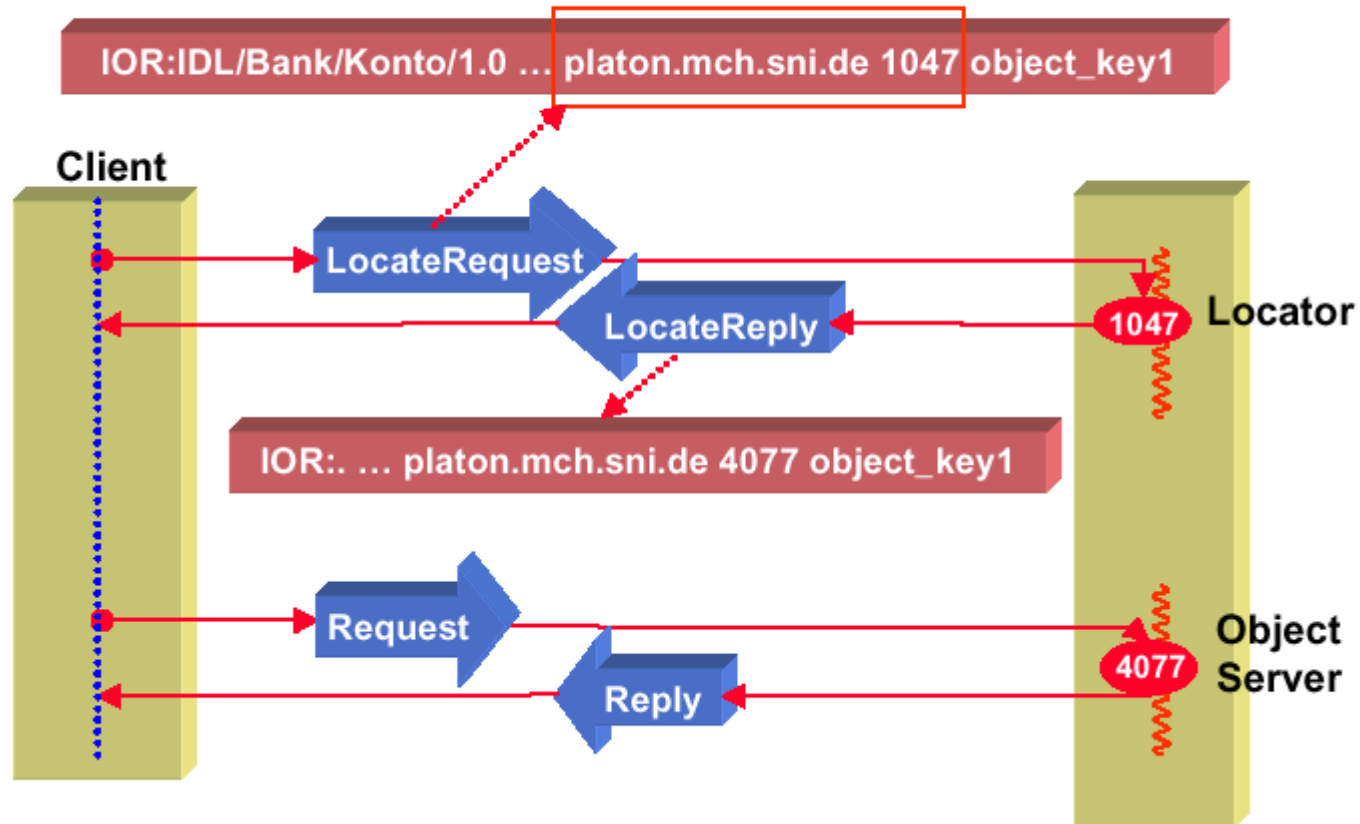 IOR:IDL/Bank/Konto/1.0 … platon.mch.sni.de 1047 object_key1
Client
LocateRequest
LocateReply
1047
Locator
IOR:. … platon.mch.sni.de 4077 object_key1
Request
Reply
4077
Object
Server